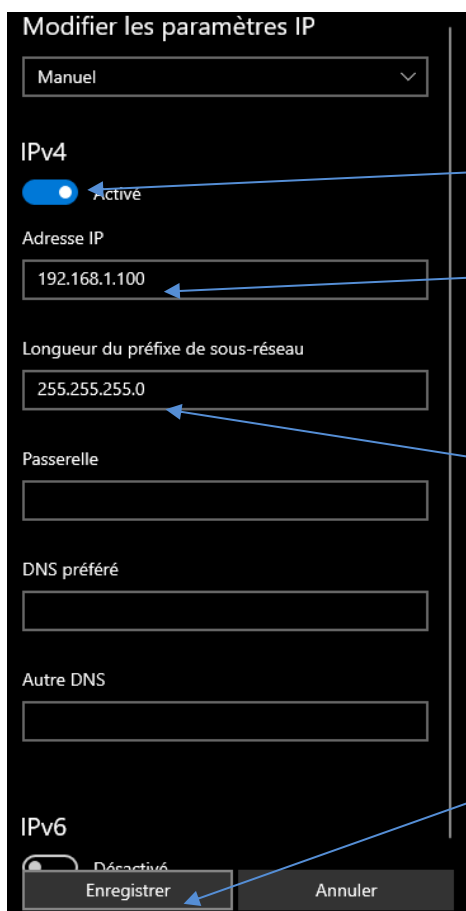 Modifier les paramètres IP
Manuel
IPv4
Activé
Adresse IP
192.168.1.100
Longueur du préfixe de sous-réseau
255.255.255.0
Passerelle
DNS préféré
Autre DNS
IPv6
Désactivé
Enregistrer Annuler